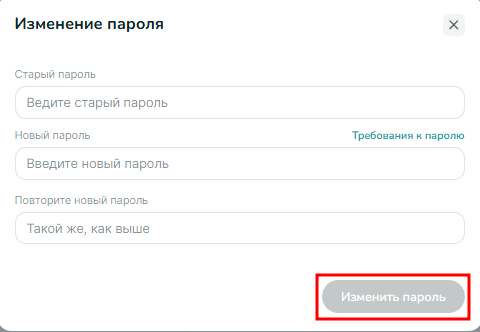 Изменение пароля
Старый пароль
Ведите старый пароль
Новый пароль Требования к паролю
Введите новый пароль
Повторите новый пароль
Такой же, как выше
Изменить пароль